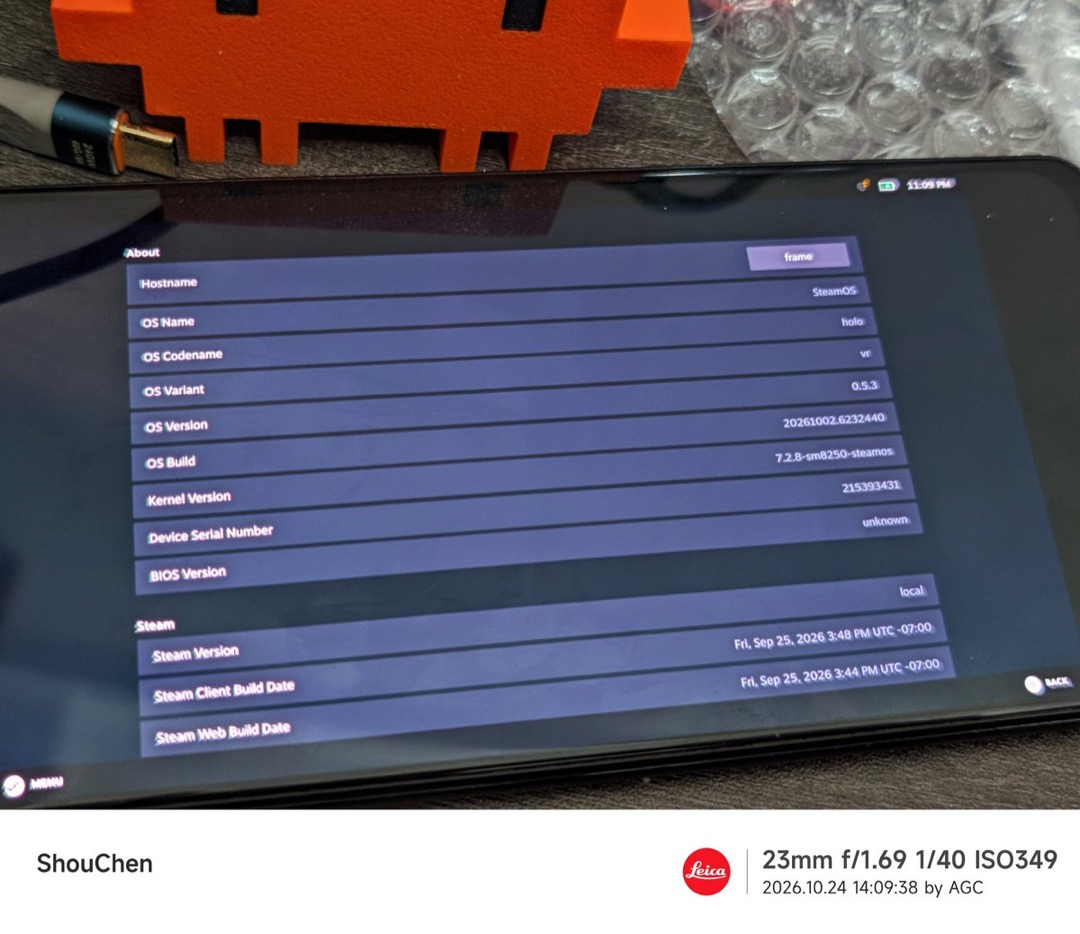 240W
11:09 PM
About
Hostname
frame
OS Name
SteamOS
OS Codename
holo
OS Variant
vr
OS Version
0.5.3
OS Build
20261002.6232440
Kernel Version
7.2.8-sm8250-steamos
Device Serial Number
215393431
BIOS Version
unknown
Steam
Steam Version
local
Steam Client Build Date
Fri, Sep 25, 2026 3:48 PM UTC -07:00
Steam Web Build Date
Fri, Sep 25, 2026 3:44 PM UTC -07:00
BACK
MENU
ShouChen
Leica
23mm f/1.69 1/40 ISO349
2026.10.24 14:09:38 by AGC